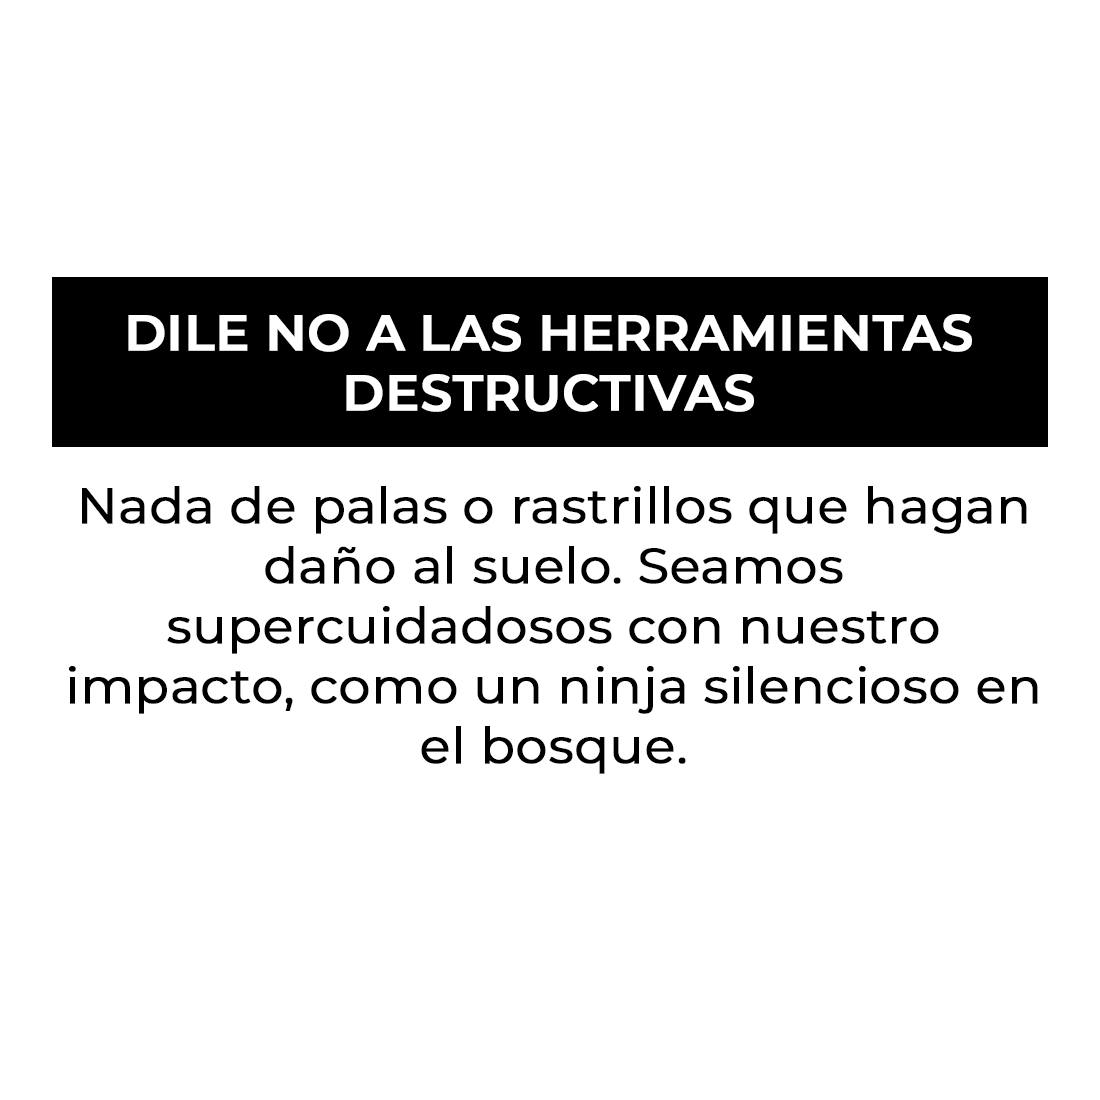 DILE NO A LAS HERRAMIENTAS
DESTRUCTIVAS
Nada de palas o rastrillos que hagan
daño al suelo. Seamos
supercuidadosos con nuestro
impacto, como un ninja silencioso en
el bosque.